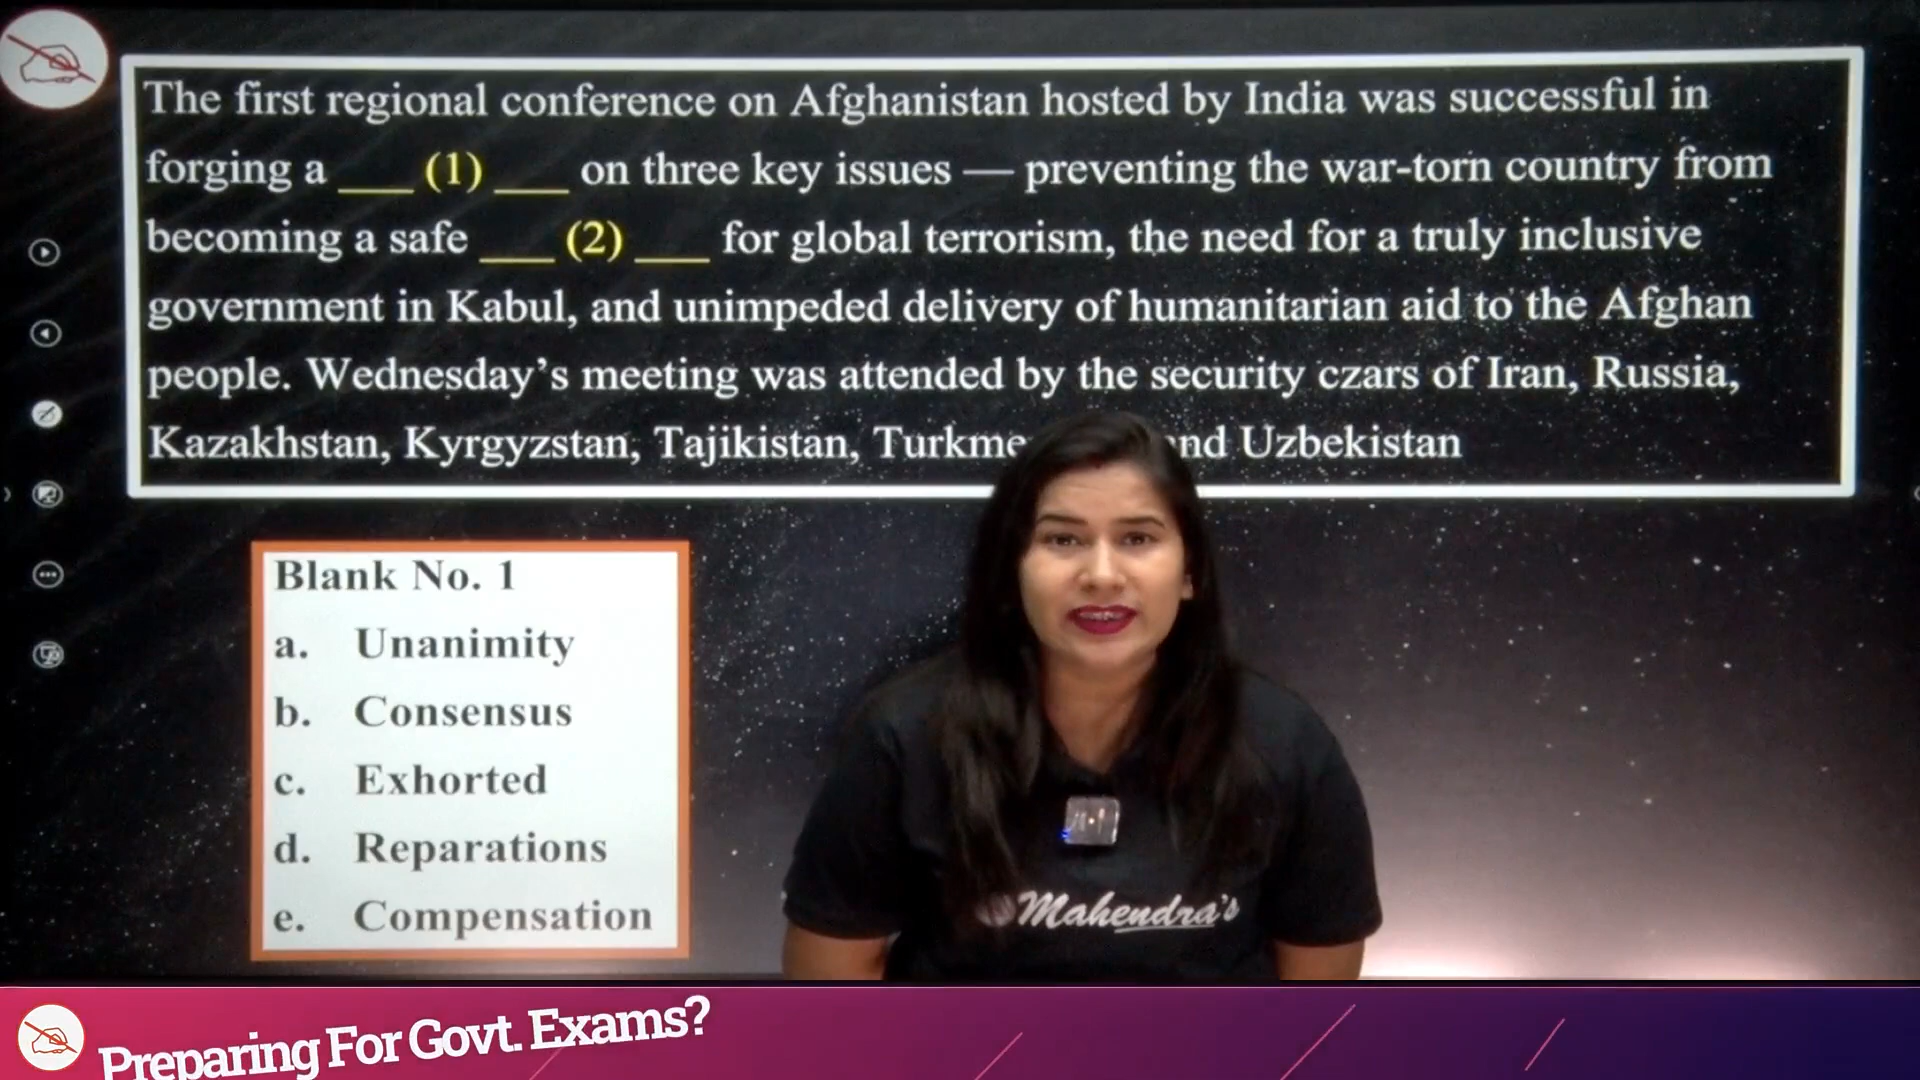 The first regional conference on Afghanistan hosted by India was successful in
forging a ___ (1) ___ on three key issues — preventing the war-torn country from
becoming a safe ___ (2) ___ for global terrorism, the need for a truly inclusive
government in Kabul, and unimpeded delivery of humanitarian aid to the Afghan
people. Wednesday’s meeting was attended by the security czars of Iran, Russia,
Kazakhstan, Kyrgyzstan, Tajikistan, Uzbekistan
Blank No. 1
a. Unanimity
b. Consensus
c. Exhorted
d. Reparations
e. Compensation
Mahendra's
Preparing For Govt. Exams?